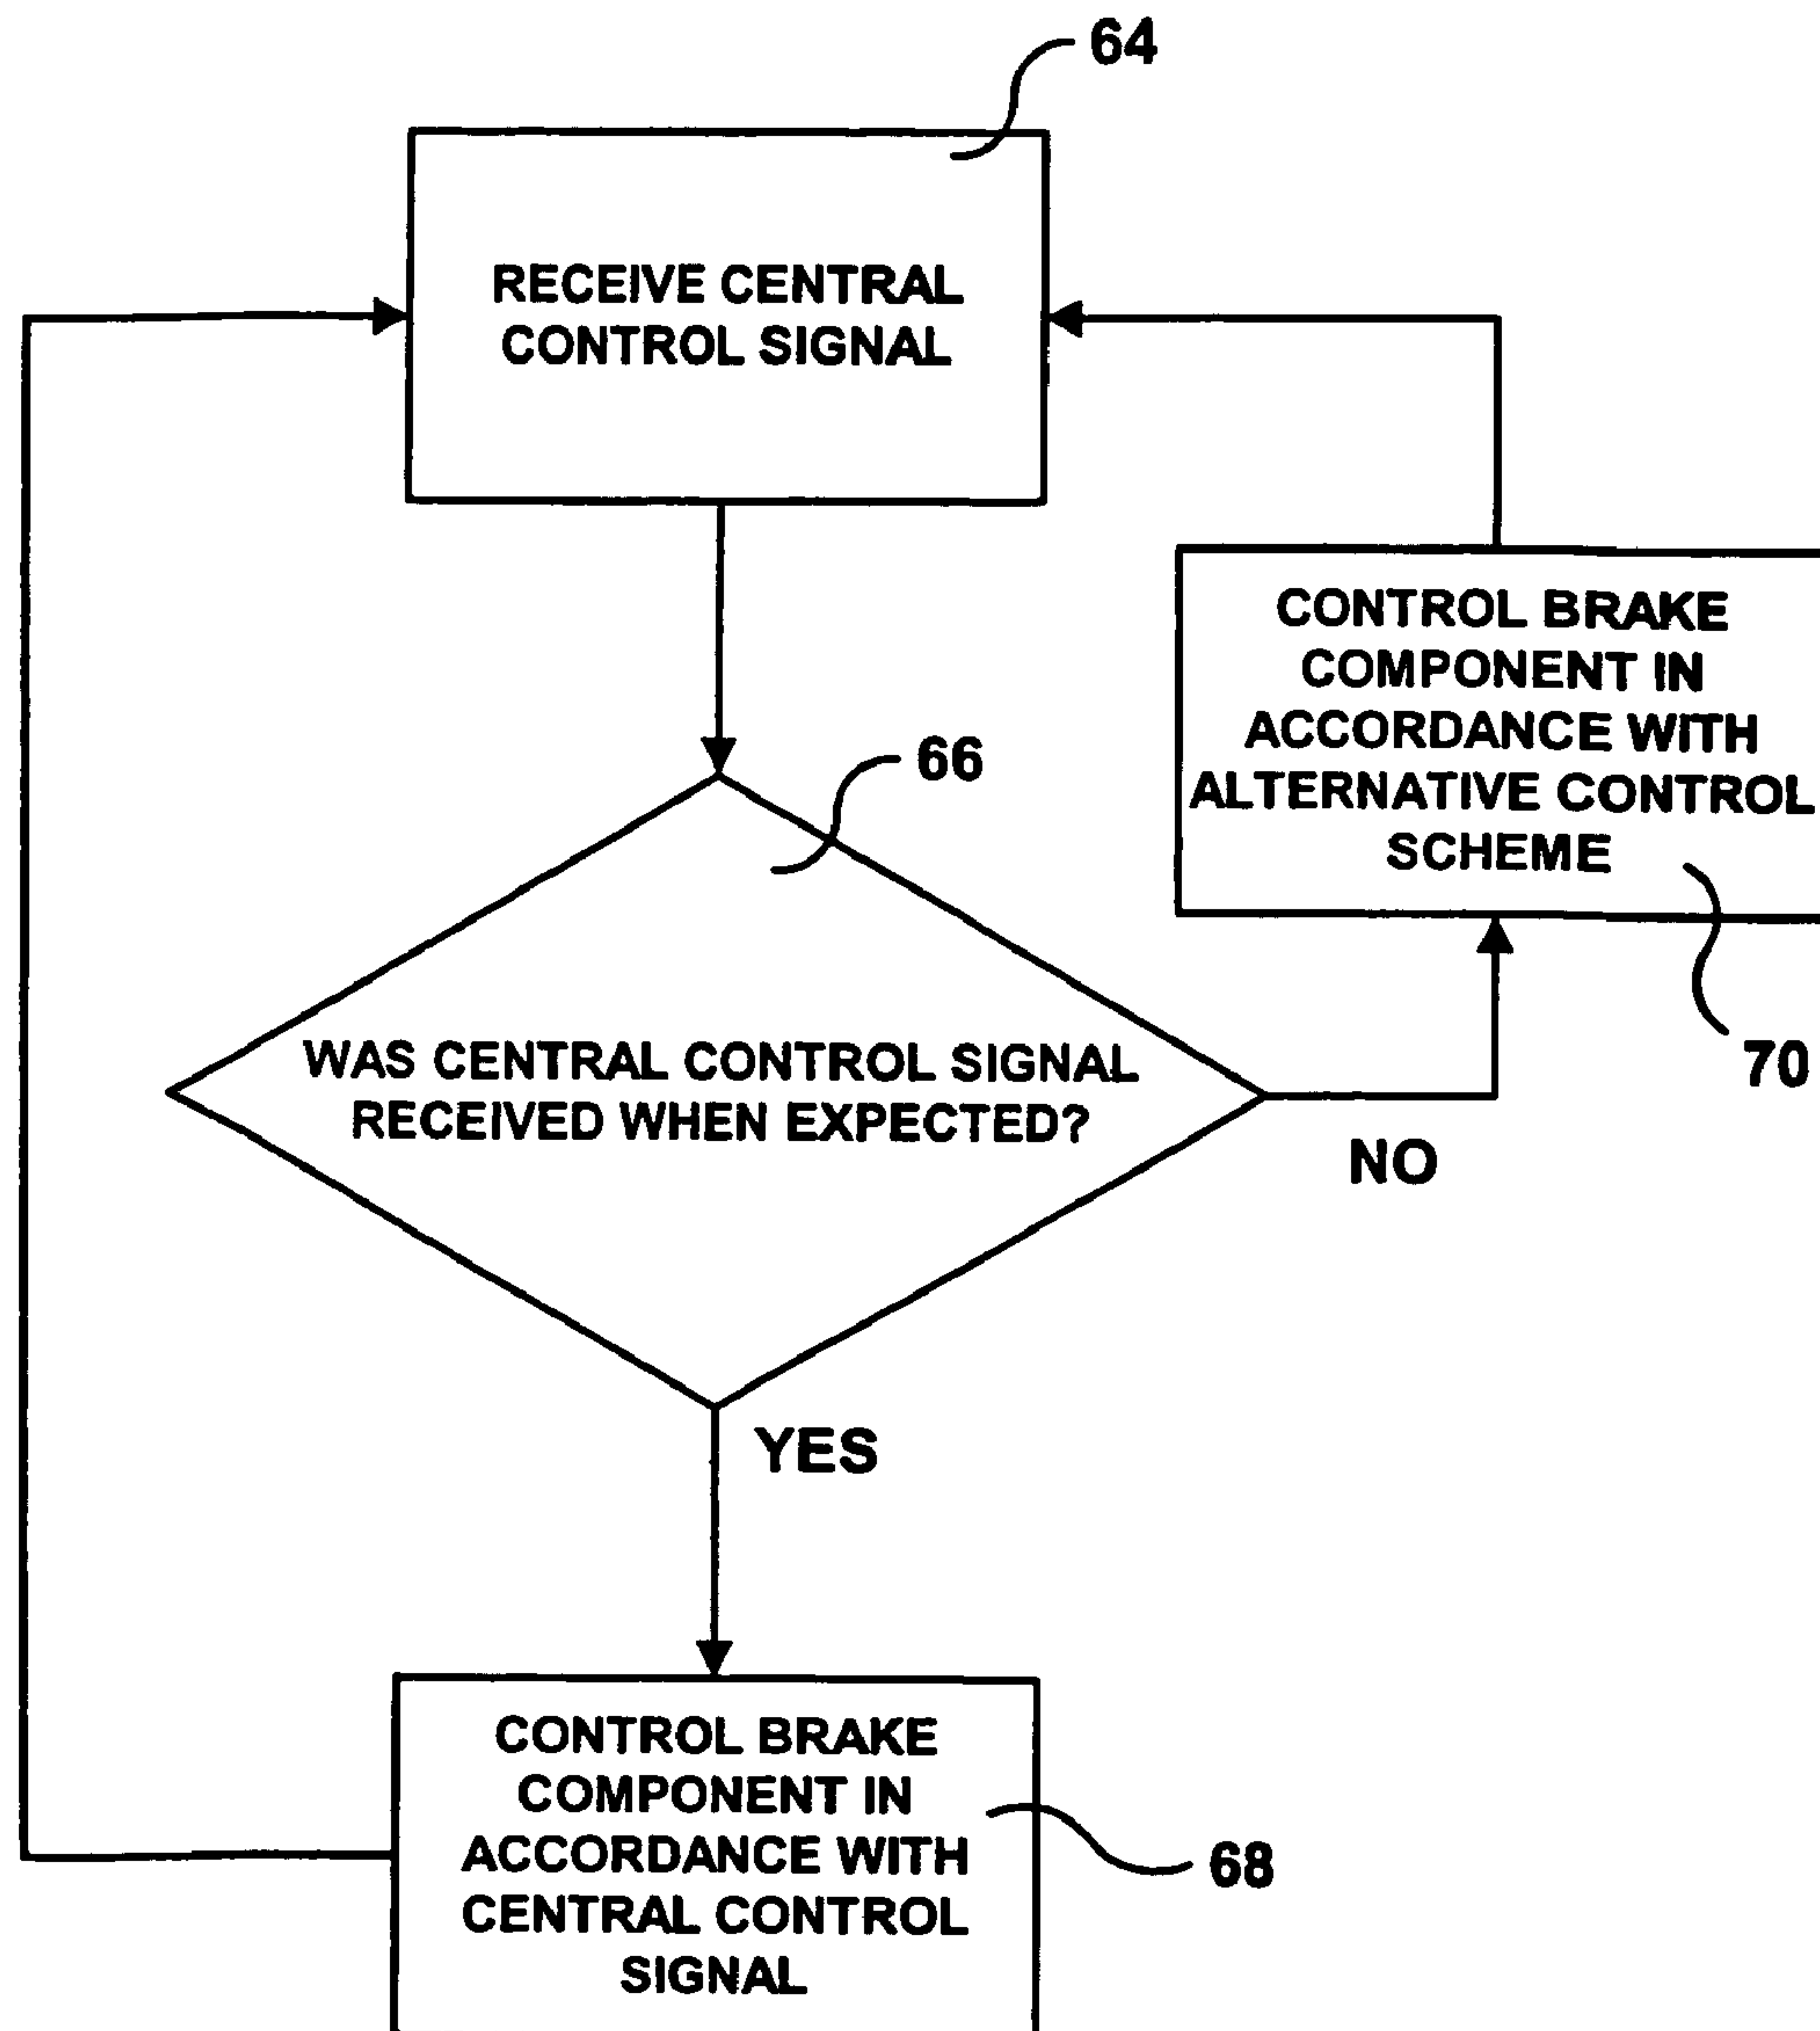 64
RECEIVE CENTRAL
CONTROL SIGNAL
CONTROL BRAKE
COMPONENT IN
ACCORDANCE WITH
ALTERNATIVE CONTROL
SCHEME
70
66
WAS CENTRAL CONTROL SIGNAL
RECEIVED WHEN EXPECTED?
NO
YES
CONTROL BRAKE
COMPONENT IN
ACCORDANCE WITH
CENTRAL CONTROL
SIGNAL
68